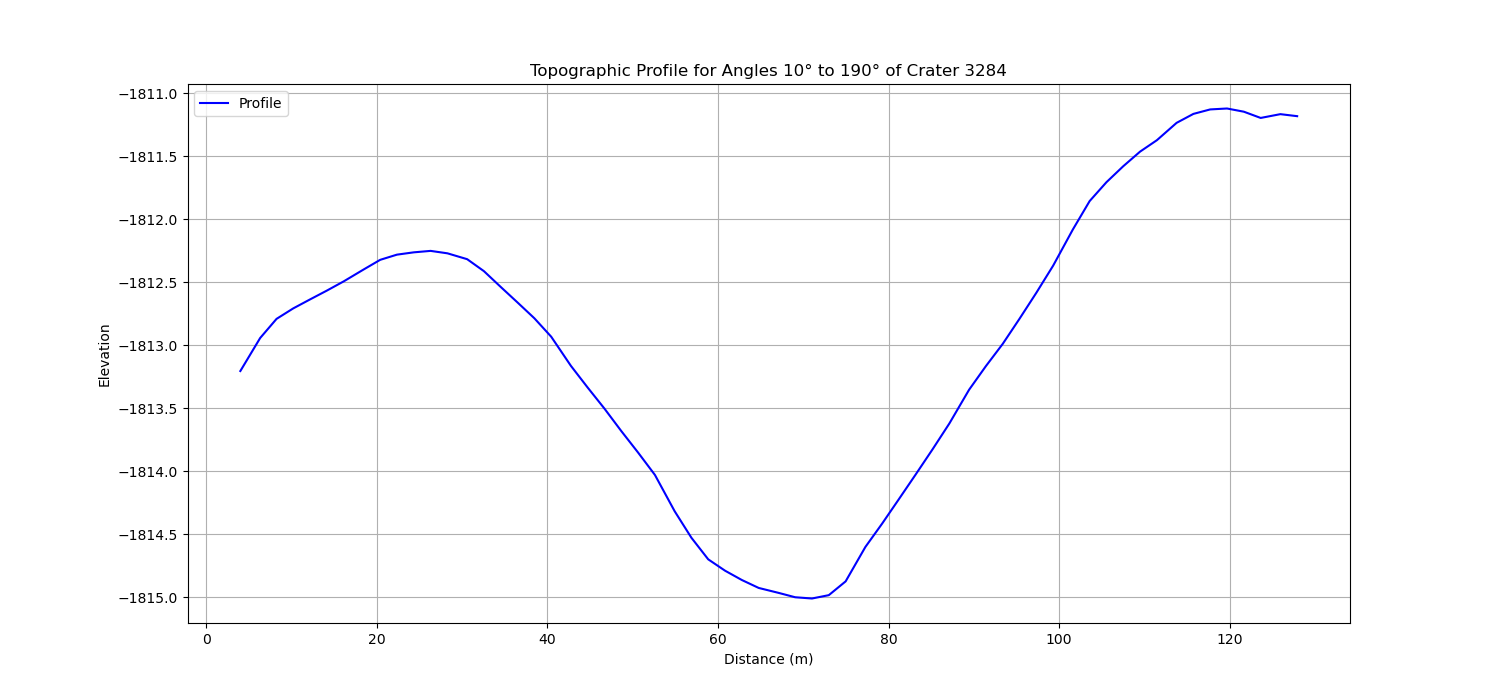 Topographic Profile for Angles 10° to 190° of Crater 3284
Profile
−1811.0
−1811.5
−1812.0
−1812.5
−1813.0
−1813.5
−1814.0
−1814.5
−1815.0
Elevation
0 20 40 60 80 100 120
Distance (m)